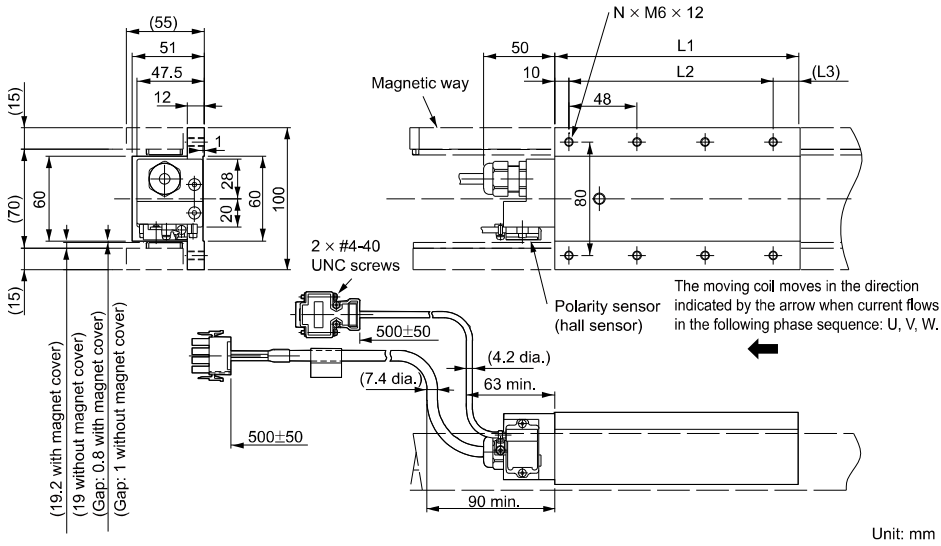 N × M6 × 12
(55)
51
47.5
12
50
L1
10
L2
(L3)
48
Magnetic way
(15)
(70)
(15)
60
1
28
20
60
100
80
2 × #4-40
UNC screws
Polarity sensor
(hall sensor)
The moving coil moves in the direction
indicated by the arrow when current flows
in the following phase sequence: U, V, W.
500±50
(4.2 dia.)
(7.4 dia.)
63 min.
500±50
90 min.
(19.2 with magnet cover)
(19 without magnet cover)
(Gap: 0.8 with magnet cover)
(Gap: 1 without magnet cover)
Unit: mm